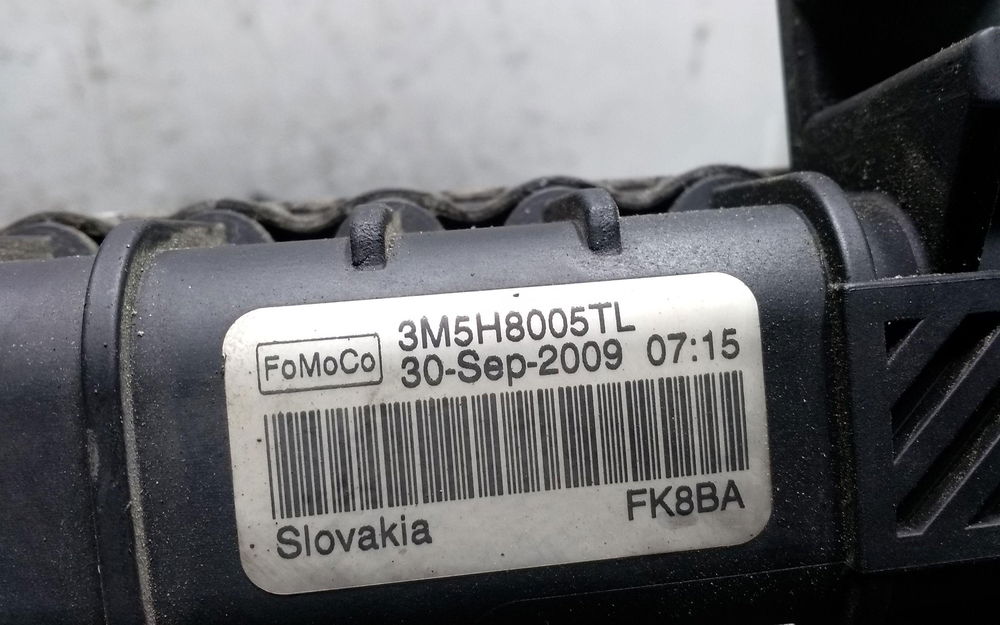 FoMoCo
3M5H8005TL
30-Sep-2009 07:15
Slovakia
FK8BA